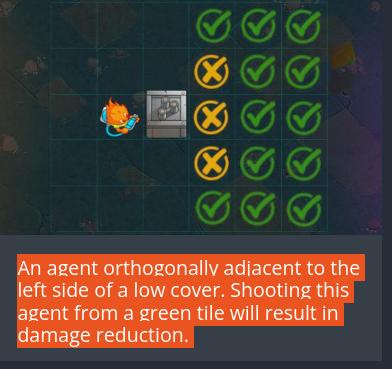 An agent orthogonally adjacent to the
left side of a low cover. Shooting this
agent from a green tile will result in
damage reduction.